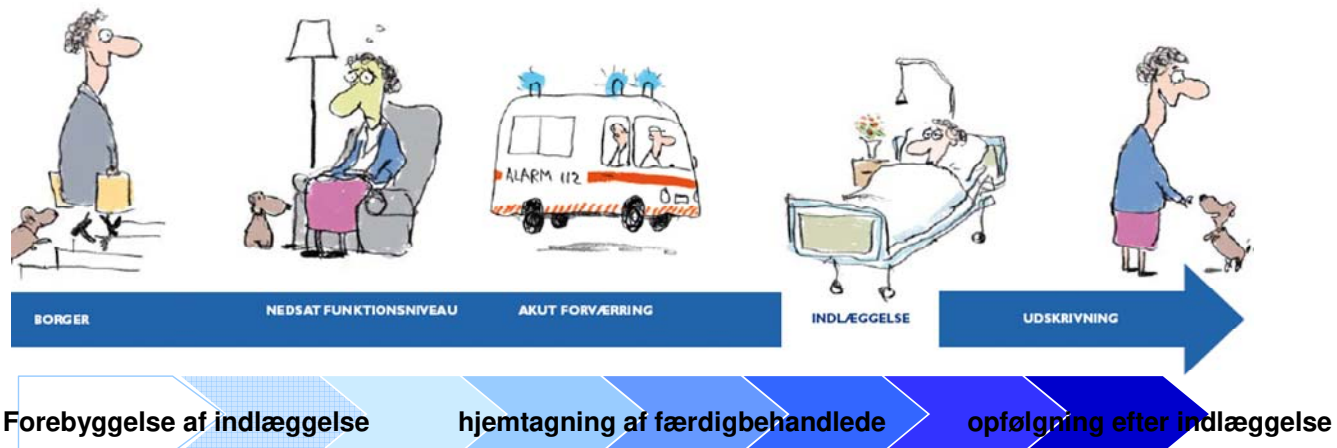 ALARM 112
BORGER
NEDSAT FUNKTIONSNIVEAU
AKUT FORVÆRRING
INDLÆGGELSE
UDSKRIVNING
Forebyggelse af indlæggelse
hjemtagning af færdigbehandlede
opfølgning efter indlæggelse